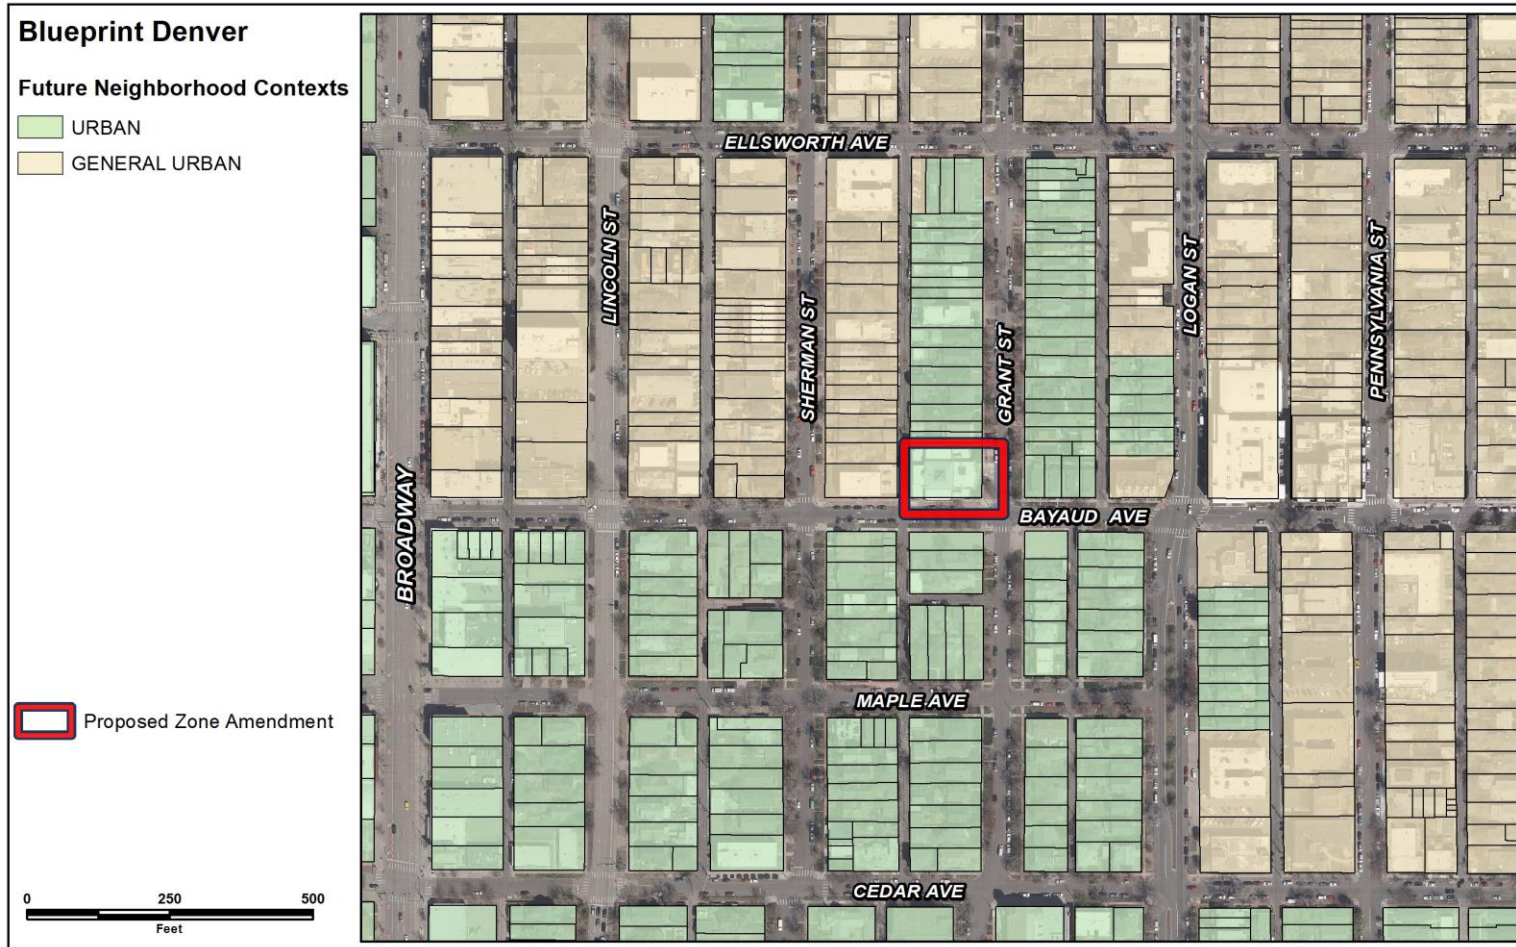 Blueprint Denver
Future Neighborhood Contexts
URBAN
GENERAL URBAN
Proposed Zone Amendment
0 250 500
Feet
ELLSWORTH AVE
LINCOLN ST
SHERMAN ST
GRANT ST
LOGAN ST
PENNSYLVANIA ST
BROADWAY
BAYAUD AVE
MAPLE AVE
CEDAR AVE